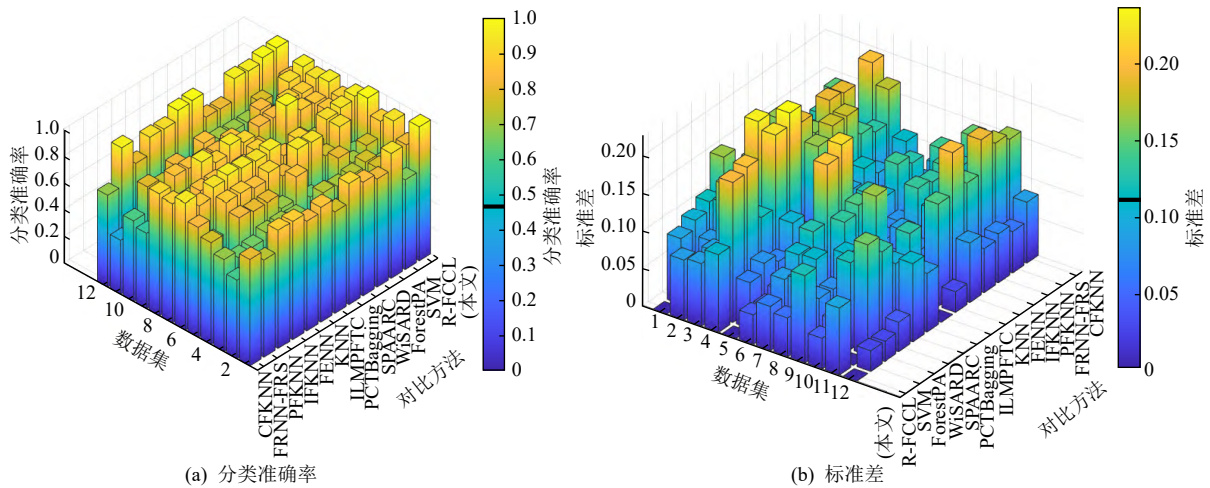 1.0
0.8
0.6
0.4
0.2
0
分类准确率
12
10
8
6
4
2
数据集
CFKNN
FRNN-FRS
PFKNN
IFKNN
FENN
KNN
ILMPFTC
PCTBagging
SPAARC
WiSARD
ForestPA
SVM
R-FCCL
(本文)
对比方法
1.0
0.9
0.8
0.7
0.6
0.5
0.4
0.3
0.2
0.1
0
分类准确率
(a) 分类准确率
0.20
0.15
0.10
0.05
0
标准差
1
2
3
4
5
6
7
8
9
10
11
12
数据集
(本文)
R-FCCL
SVM
ForestPA
WiSARD
SPAARC
PCTBagging
ILMPFTC
KNN
FENN
IFKNN
PFKNN
FRNN-FRS
CFKNN
对比方法
0.20
0.15
0.10
0.05
0
标准差
(b) 标准差